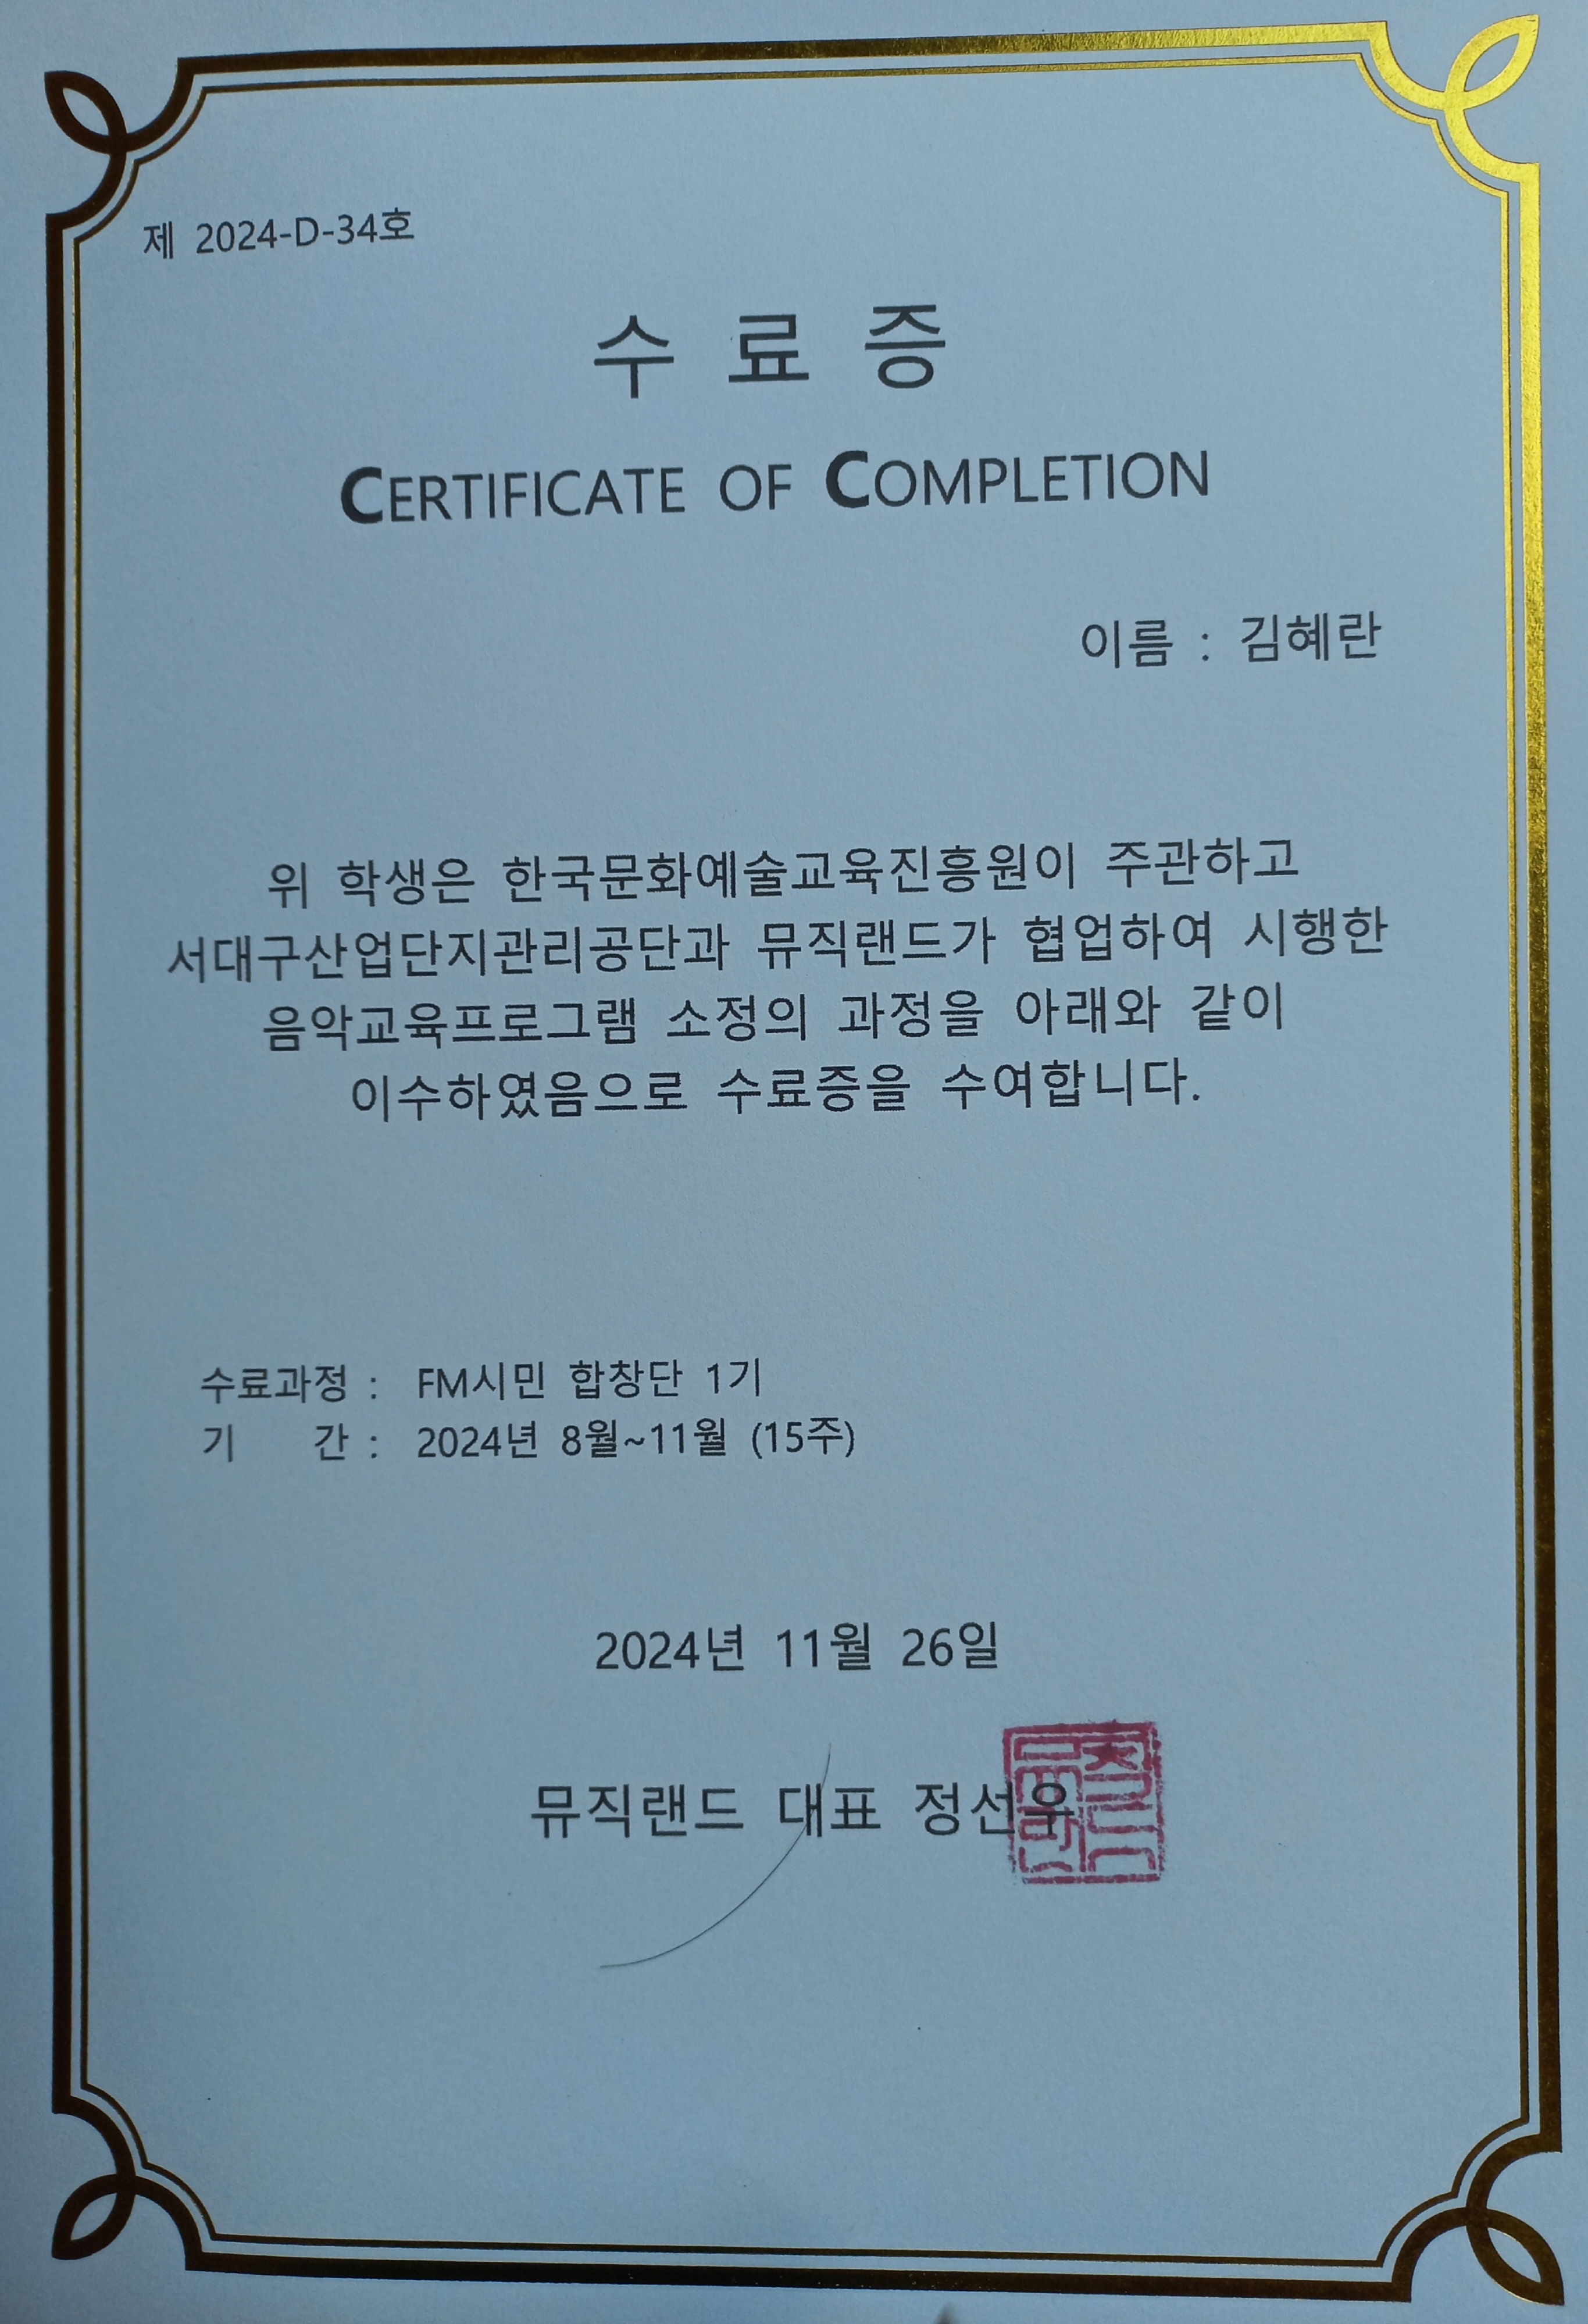 제 2024-D-34호
수 료 증
CERTIFICATE OF COMPLETION
이름 : 김혜란
위 학생은 한국문화예술교육진흥원이 주관하고
서대구산업단지관리공단과 뮤직랜드가 협업하여 시행한
음악교육프로그램 소정의 과정을 아래와 같이
이수하였음으로 수료증을 수여합니다.
수료과정 : FM시민 합창단 1기
기 간 : 2024년 8월~11월 (15주)
2024년 11월 26일
뮤직랜드 대표 정선우